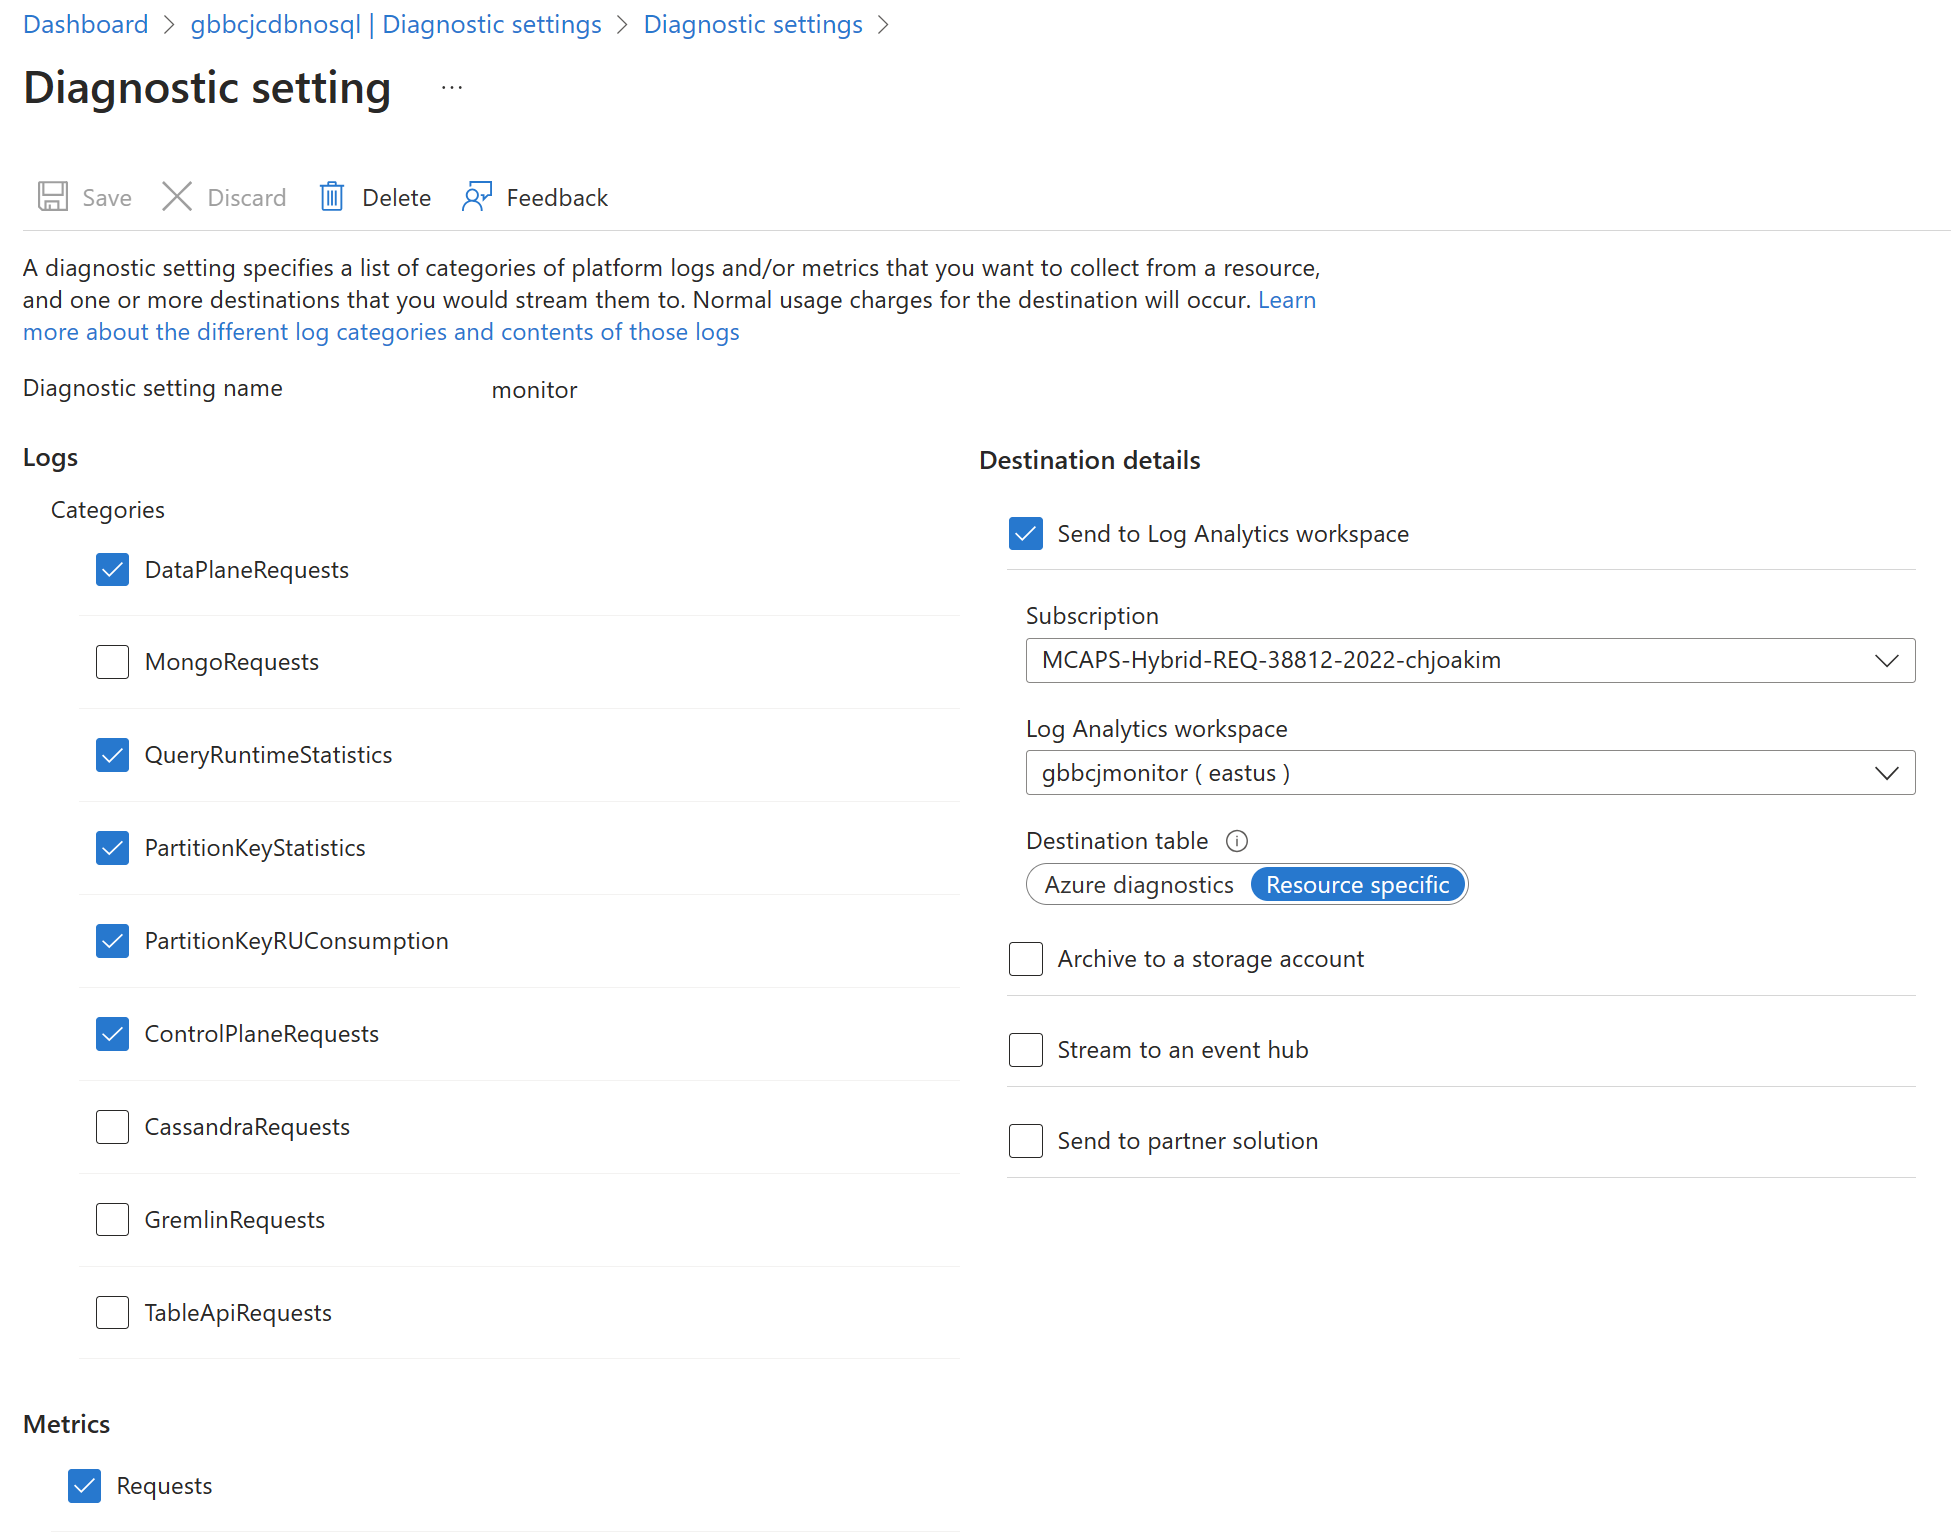 Dashboard > gbbcjcdbnosql | Diagnostic settings > Diagnostic settings >
Diagnostic setting ...
Save Discard Delete Feedback
A diagnostic setting specifies a list of categories of platform logs and/or metrics that you want to collect from a resource,
and one or more destinations that you would stream them to. Normal usage charges for the destination will occur. Learn
more about the different log categories and contents of those logs
Diagnostic setting name monitor
Logs
Categories
DataPlaneRequests
MongoRequests
QueryRuntimeStatistics
PartitionKeyStatistics
PartitionKeyRUConsumption
ControlPlaneRequests
CassandraRequests
GremlinRequests
TableApiRequests
Metrics
Requests
Destination details
Send to Log Analytics workspace
Subscription
MCAPS-Hybrid-REQ-38812-2022-chjoakim
Log Analytics workspace
gbbcjmonitor ( eastus )
Destination table
Azure diagnostics Resource specific
Archive to a storage account
Stream to an event hub
Send to partner solution